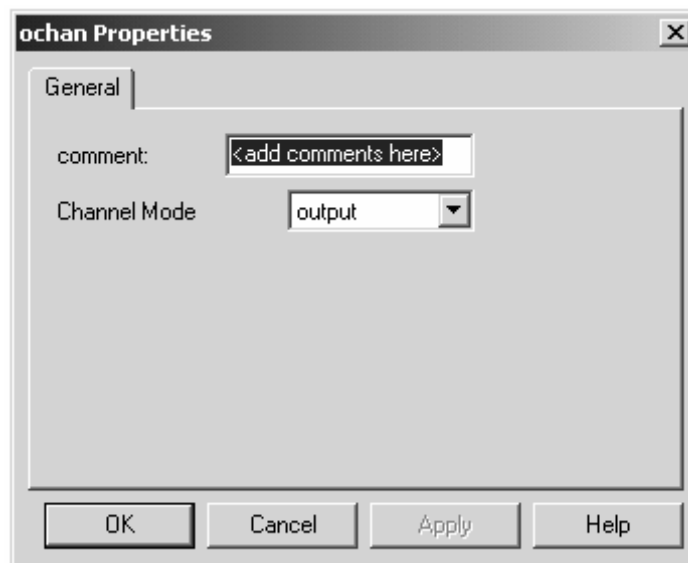 ochan Properties
General
comment: <add comments here>
Channel Mode output
OK Cancel Apply Help